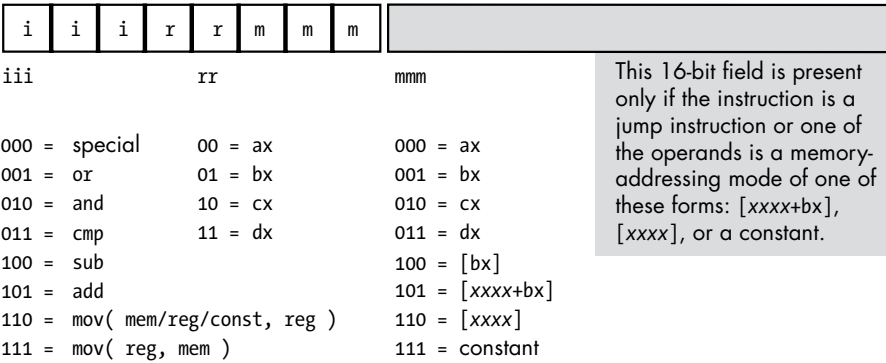 i i i r r m m m
iii rr mmm
000 = special 00 = ax 000 = ax
001 = or 01 = bx 001 = bx
010 = and 10 = cx 010 = cx
011 = cmp 11 = dx 011 = dx
100 = sub 100 = [bx]
101 = add 101 = [xxxx+bx]
110 = mov( mem/reg/const, reg ) 110 = [xxxx]
111 = mov( reg, mem ) 111 = constant
This 16-bit field is present
only if the instruction is a
jump instruction or one of
the operands is a memory-
addressing mode of one of
these forms: [xxxx+bx],
[xxxx], or a constant.